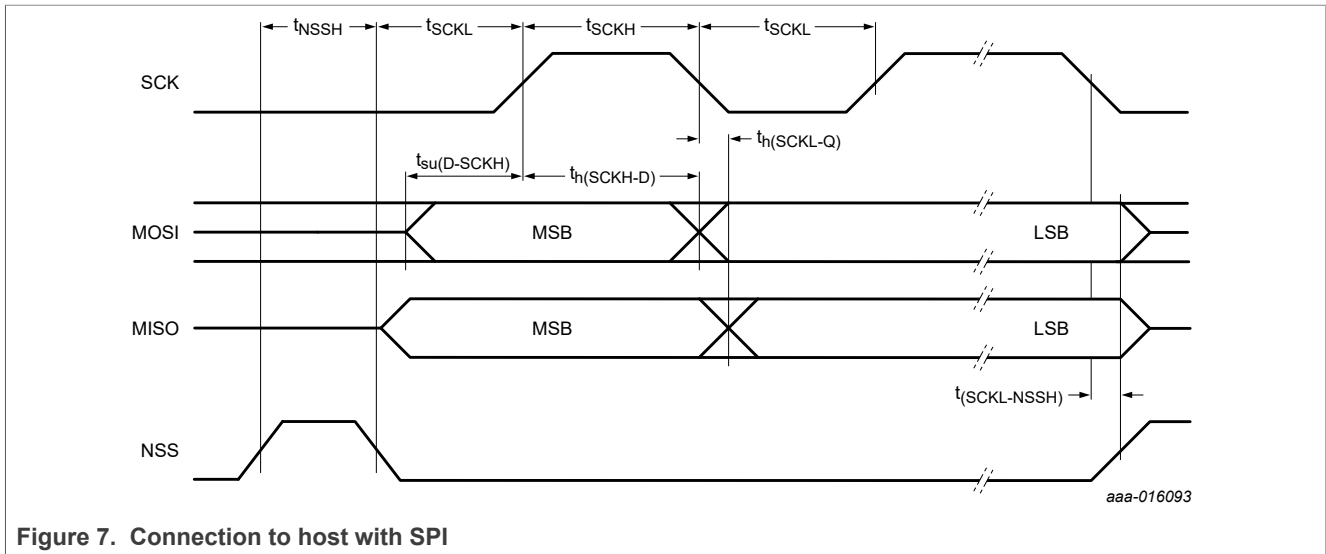 tNSSH tSCKL tSCKH tSCKL
SCK
th(SCKL-Q)
tsu(D-SCKH) th(SCKH-D)
MOSI MSB LSB
MISO MSB LSB
t(SCKL-NSSH)
NSS
aaa-016093
Figure 7. Connection to host with SPI